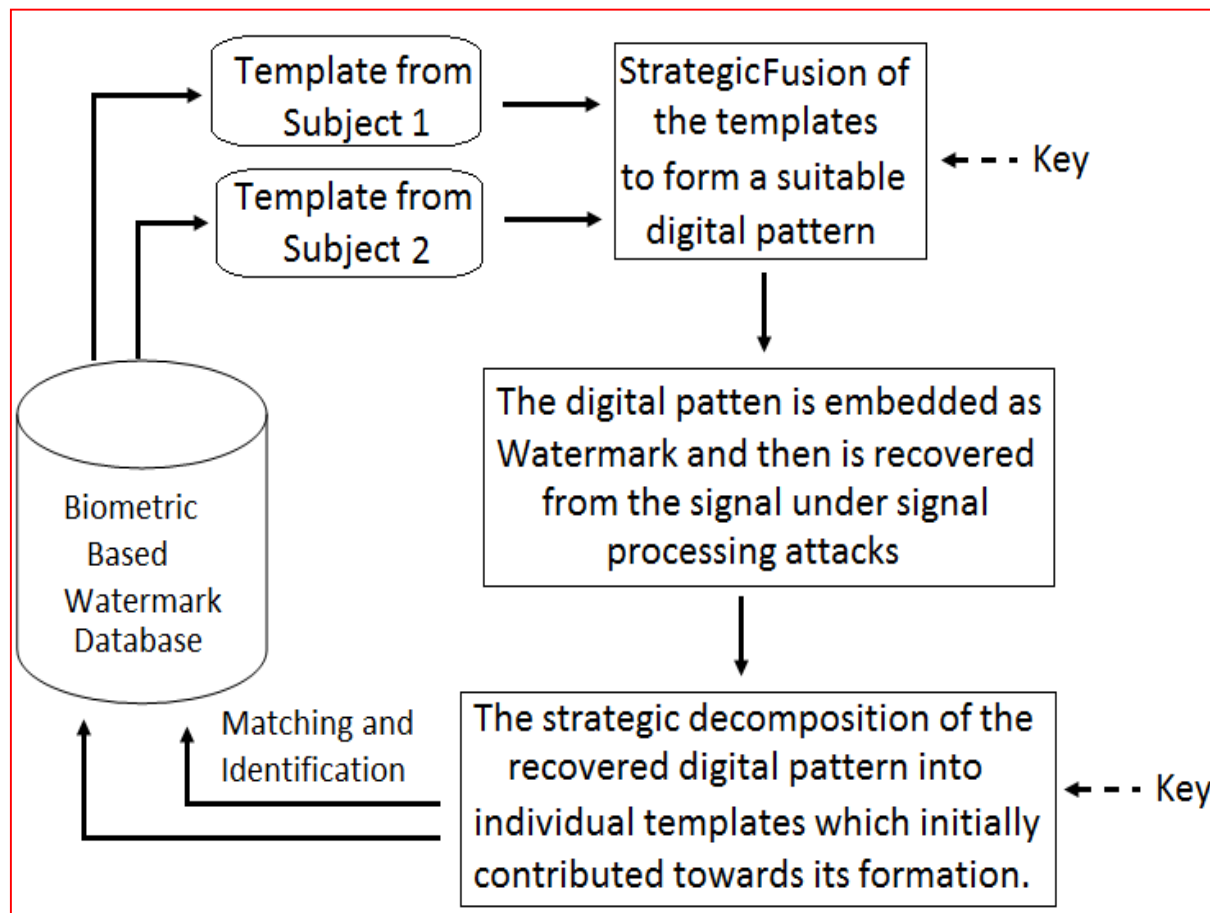 Template from
Subject 1
Strategic Fusion of
the templates
to form a suitable
digital pattern
Key
Template from
Subject 2
The digital patten is embedded as
Watermark and then is recovered
from the signal under signal
processing attacks
Biometric
Based
Watermark
Database
Matching and
Identification
The strategic decomposition of the
recovered digital pattern into
individual templates which initially
contributed towards its formation.
Key